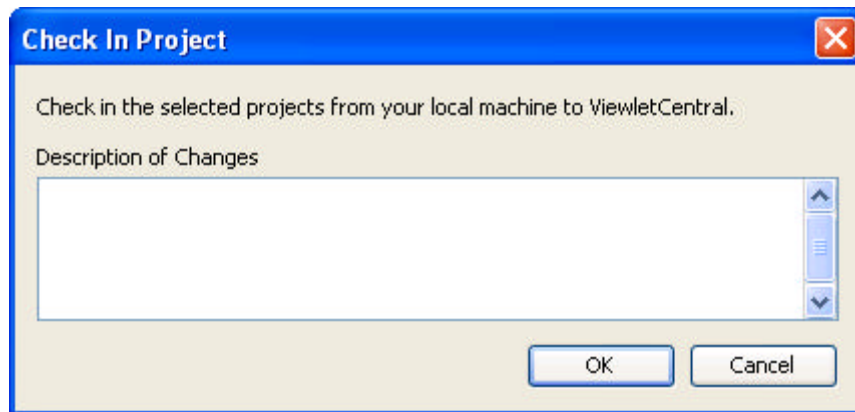 Check In Project
Check in the selected projects from your local machine to ViewletCentral.
Description of Changes
OK
Cancel